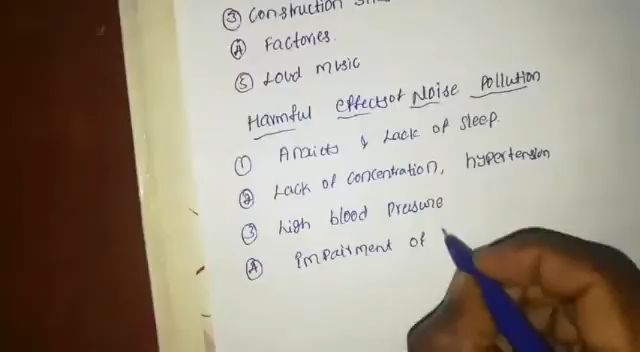 ③ Construction
④ Factories.
⑤ Loud music
Harmful effects of Noise Pollution
① Anxiety & Lack of sleep.
② Lack of concentration, hypertension
③ high blood pressure
④ impairment of